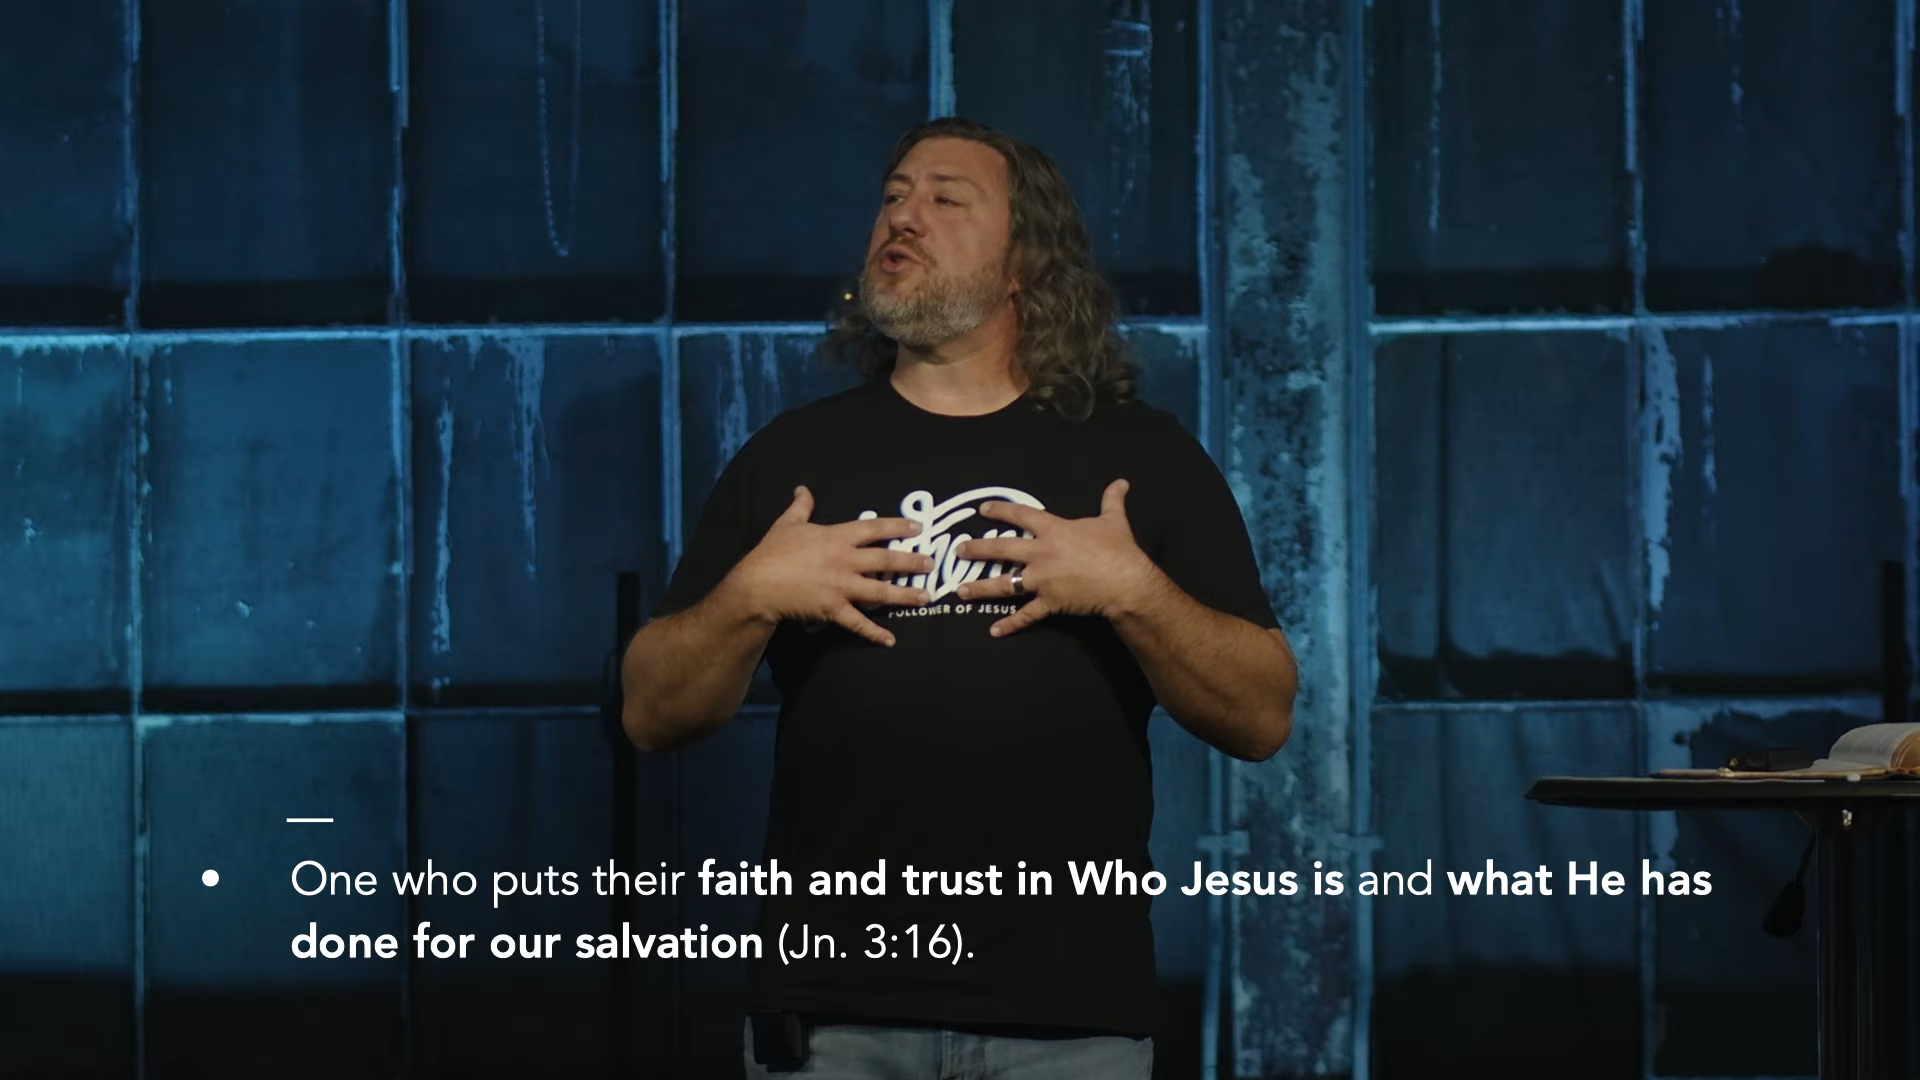 FOLLOWER OF JESUS
• One who puts their faith and trust in Who Jesus is and what He has
done for our salvation (Jn. 3:16).